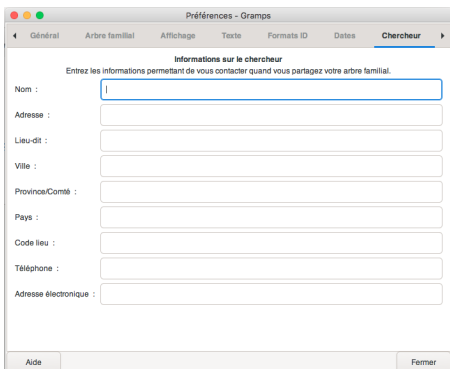 Préférences - Gramps
Général Arbre familial Affichage Texte Formats ID Dates Chercheur
Informations sur le chercheur
Entrez les informations permettant de vous contacter quand vous partagez votre arbre familial.
Nom :
Adresse :
Lieu-dit :
Ville :
Province/Comté :
Pays :
Code lieu :
Téléphone :
Adresse électronique :
Aide Fermer